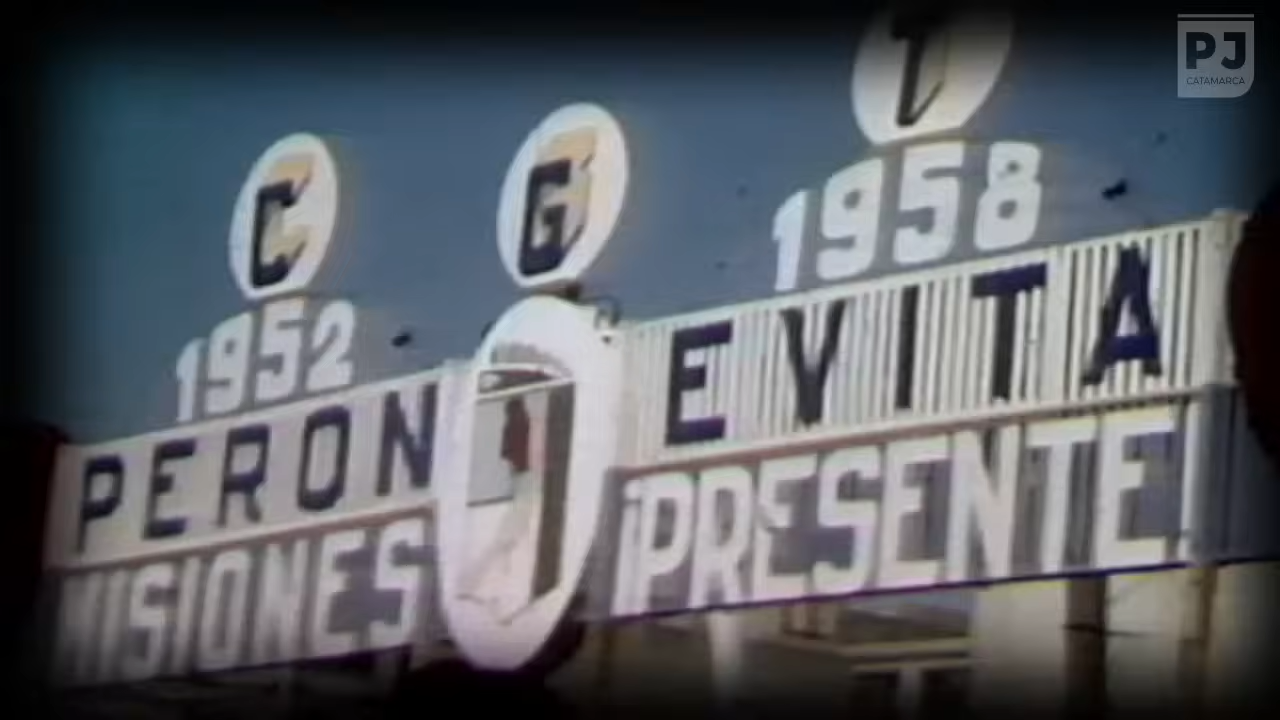 PJ
CATAMARCA
C G T
1952 1958
PERON EVITA
MISIONES ¡PRESENTE!